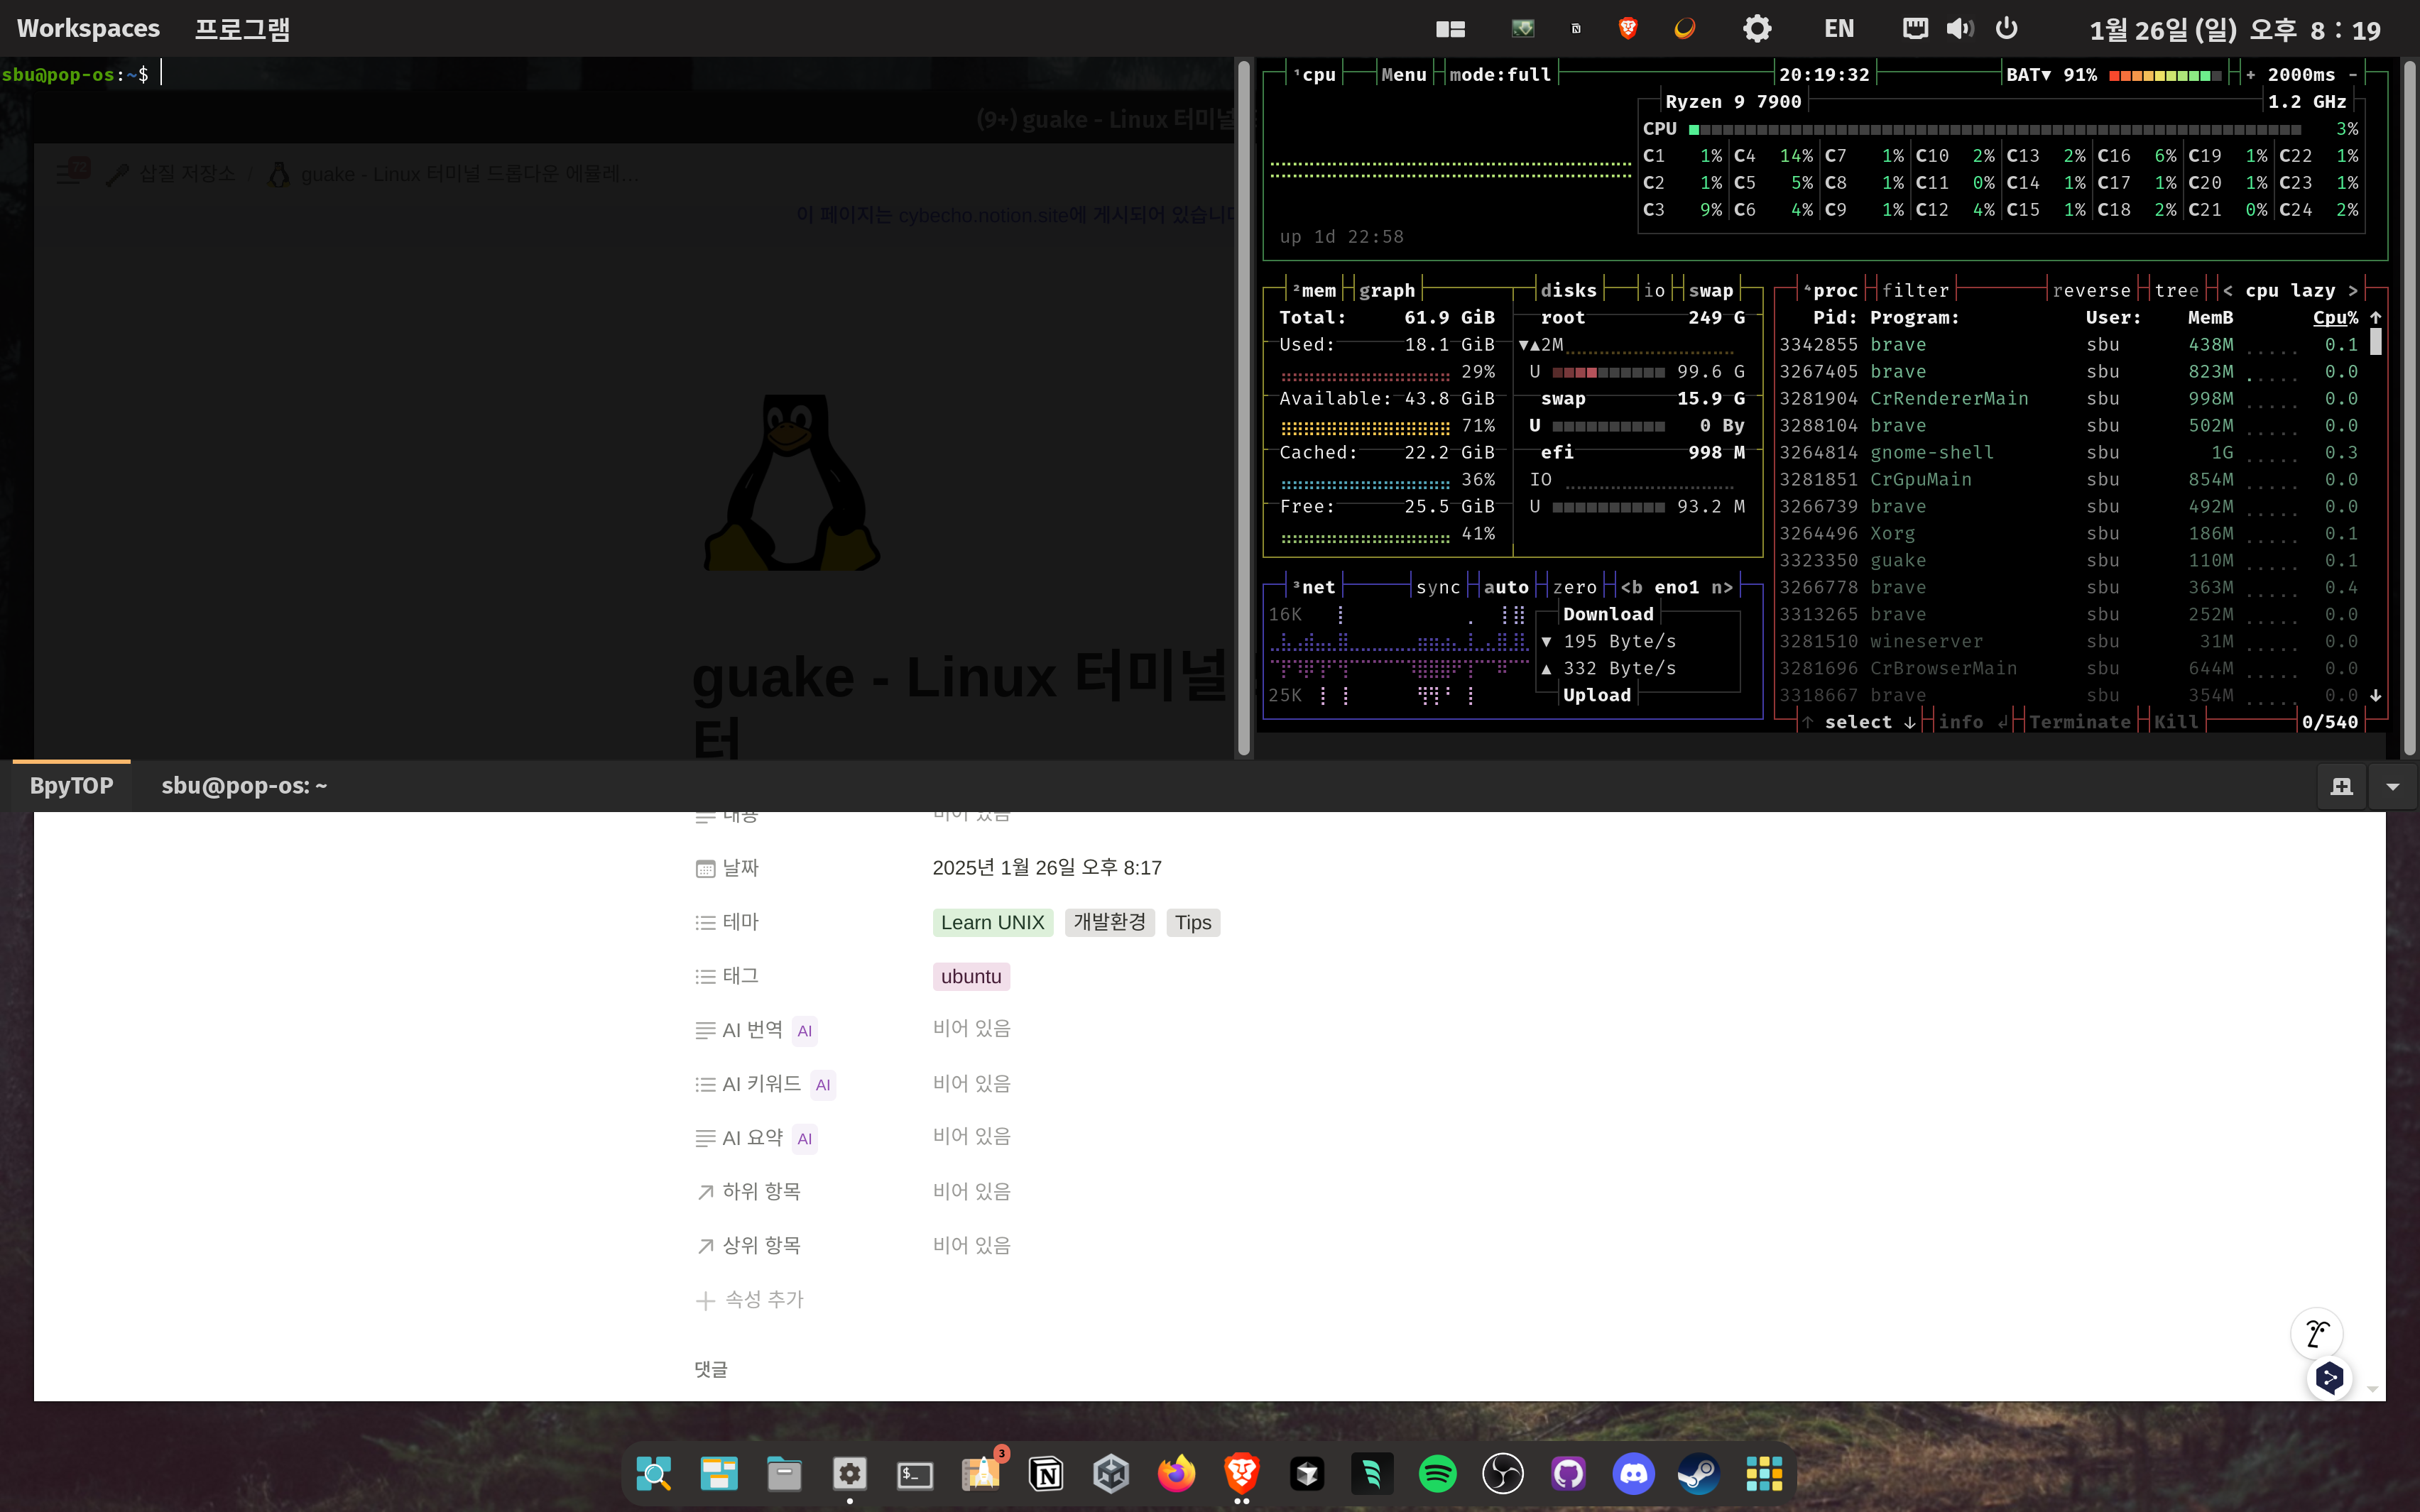 Workspaces 프로그램 EN 1월 26일 (일) 오후 8 : 19
sbu@pop-os:~$
(9+) guake - Linux 터미널
72 삽질 저장소 / guake - Linux 터미널 드롭다운 에뮬레…
이 페이지는 cybecho.notion.site에 게시되어 있습니다
guake - Linux 터미널
터
¹cpu Menu mode:full 20:19:32 BAT▼ 91% + 2000ms -
Ryzen 9 7900 1.2 GHz
CPU 3%
C1 1% C4 14% C7 1% C10 2% C13 2% C16 6% C19 1% C22 1%
C2 1% C5 5% C8 1% C11 0% C14 1% C17 1% C20 1% C23 1%
C3 9% C6 4% C9 1% C12 4% C15 1% C18 2% C21 0% C24 2%
up 1d 22:58
²mem graph disks io swap
Total: 61.9 GiB root 249 G
Used: 18.1 GiB ▼▲2M
29% U 99.6 G
Available: 43.8 GiB swap 15.9 G
71% U 0 By
Cached: 22.2 GiB efi 998 M
36% IO
Free: 25.5 GiB U 93.2 M
41%
³net sync auto zero <b eno1 n>
16K Download
▼ 195 Byte/s
▲ 332 Byte/s
25K Upload
⁴proc filter reverse tree < cpu lazy >
Pid: Program: User: MemB Cpu% ↑
3342855 brave sbu 438M 0.1
3267405 brave sbu 823M 0.0
3281904 CrRendererMain sbu 998M 0.0
3288104 brave sbu 502M 0.0
3264814 gnome-shell sbu 1G 0.3
3281851 CrGpuMain sbu 854M 0.0
3266739 brave sbu 492M 0.0
3264496 Xorg sbu 186M 0.1
3323350 guake sbu 110M 0.1
3266778 brave sbu 363M 0.4
3313265 brave sbu 252M 0.0
3281510 wineserver sbu 31M 0.0
3281696 CrBrowserMain sbu 644M 0.0
3318667 brave sbu 354M 0.0 ↓
↑ select ↓ info ↲ Terminate Kill 0/540
BpyTOP sbu@pop-os: ~
내용 비어 있음
날짜 2025년 1월 26일 오후 8:17
테마 Learn UNIX 개발환경 Tips
태그 ubuntu
AI 번역 AI 비어 있음
AI 키워드 AI 비어 있음
AI 요약 AI 비어 있음
하위 항목 비어 있음
상위 항목 비어 있음
속성 추가
댓글
$_ 3